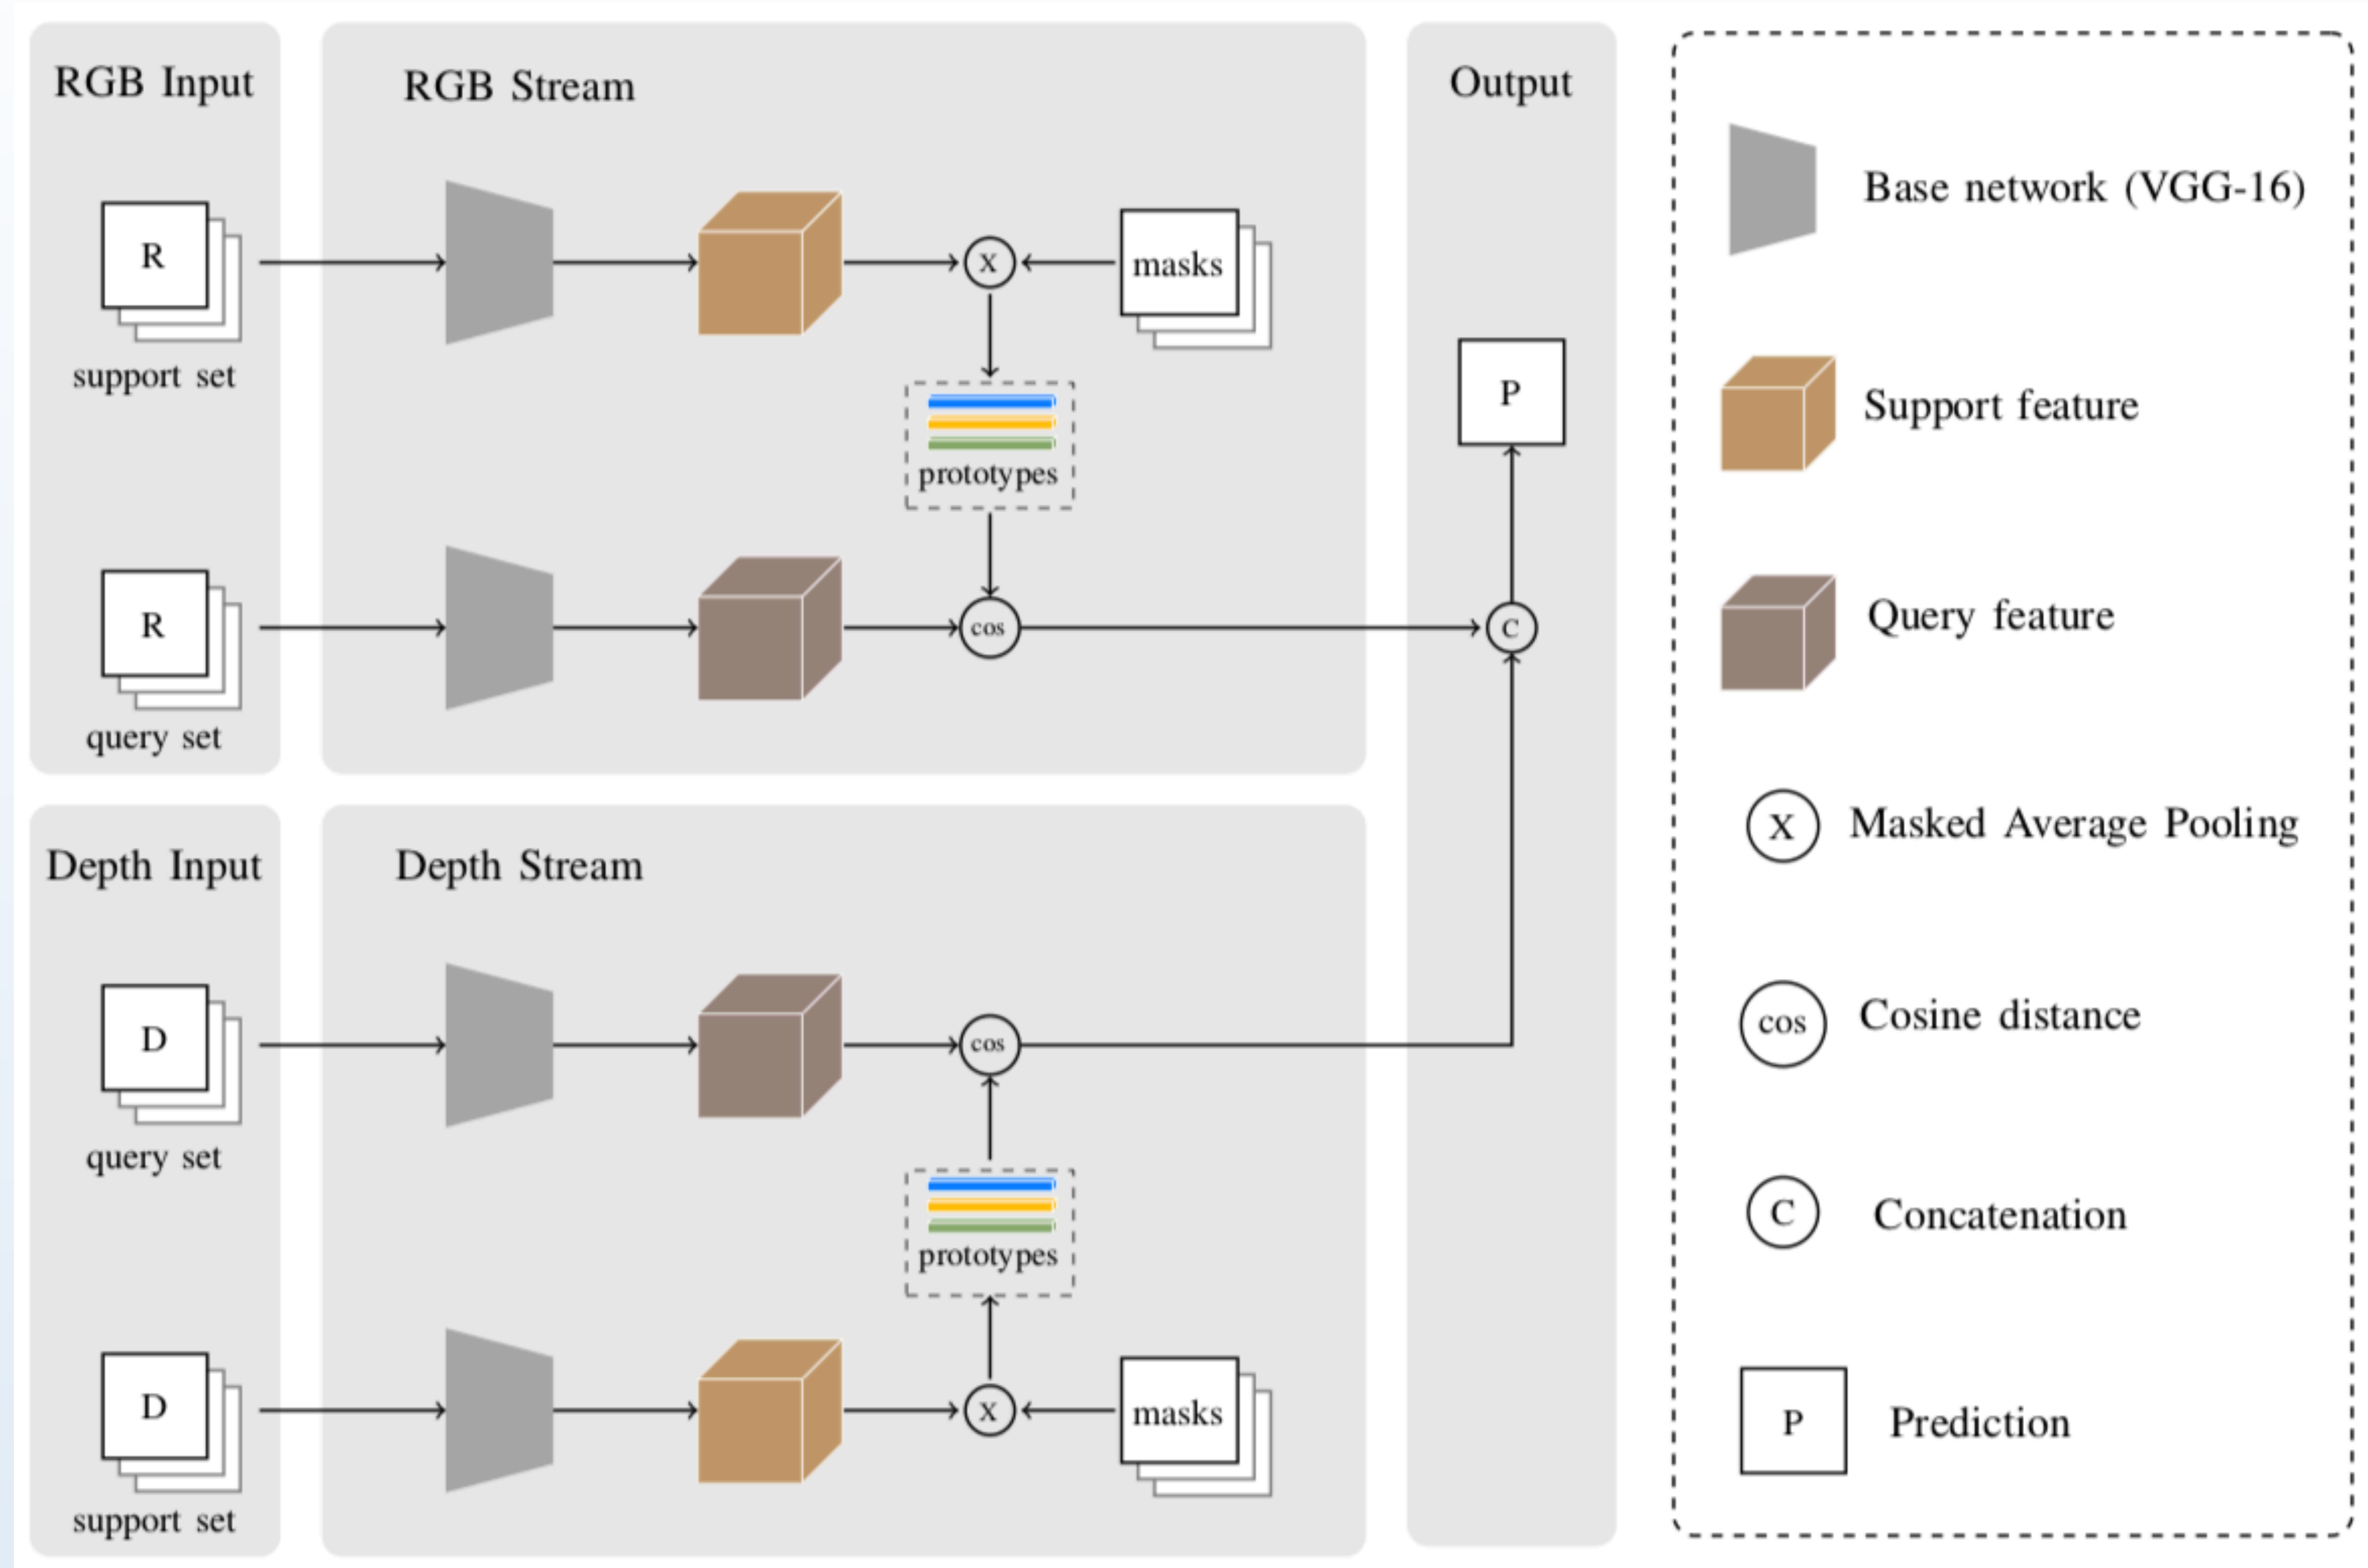 RGB Input
R
support set
R
query set
RGB Stream
X
masks
prototypes
cos
Depth Input
D
query set
D
support set
Depth Stream
cos
prototypes
X
masks
Output
P
C
Base network (VGG-16)
Support feature
Query feature
X Masked Average Pooling
cos Cosine distance
C Concatenation
P Prediction